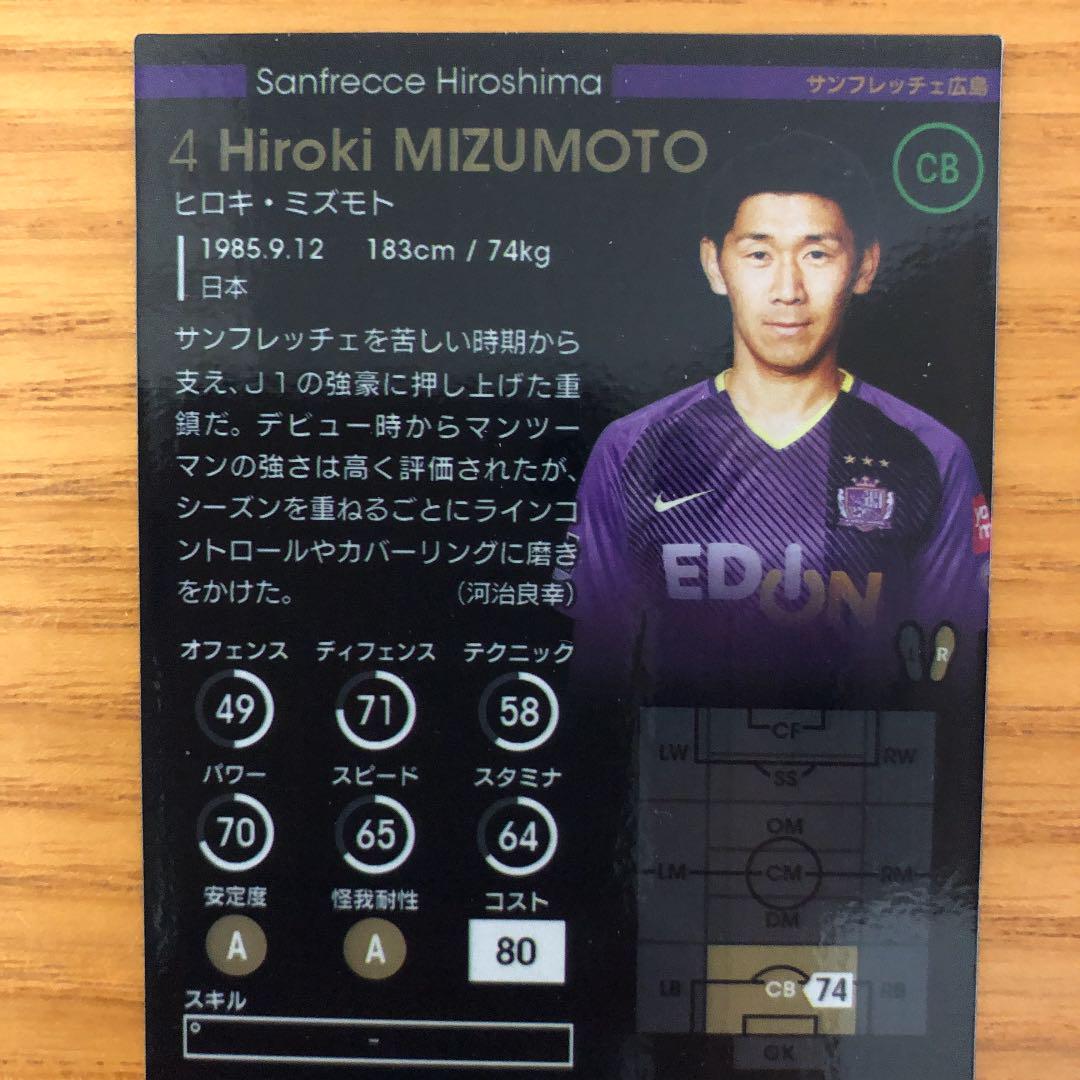 Sanfrecce Hiroshima
サンフレッチェ広島
4 Hiroki MIZUMOTO
CB
ヒロキ・ミズモト
1985.9.12 183cm / 74kg
日本
サンフレッチェを苦しい時期から
支え、J1の強豪に押し上げた重
鎮だ。デビュー時からマンツー
マンの強さは高く評価されたが、
シーズンを重ねるごとにラインコ
ントロールやカバーリングに磨き
をかけた。 (河治良幸)
EDION
L R
オフェンス ディフェンス テクニック
49 71 58
パワー スピード スタミナ
70 65 64
安定度 怪我耐性 コスト
A A 80
スキル
-
CF
LW RW
SS
OM
LM CM RM
DM
LB CB 74 RB
GK